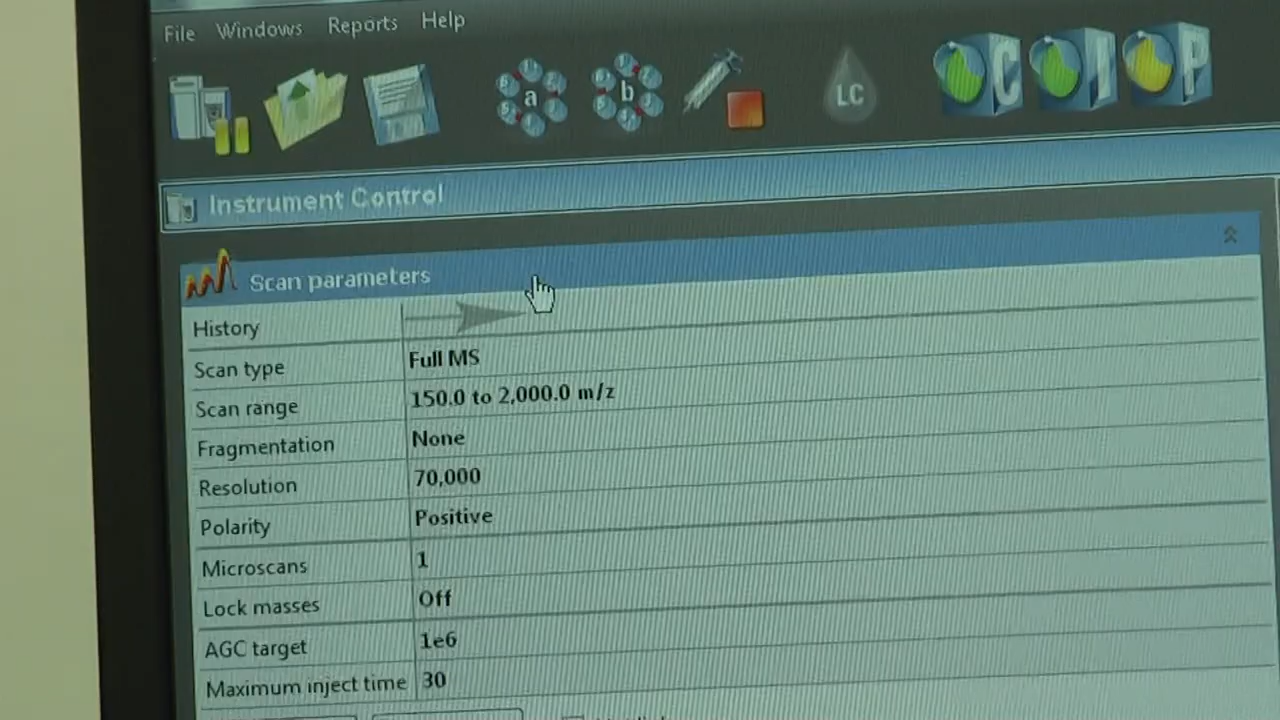 File Windows Reports Help
a b LC C I P
Instrument Control
Scan parameters
History
Scan type Full MS
Scan range 150.0 to 2,000.0 m/z
Fragmentation None
Resolution 70,000
Polarity Positive
Microscans 1
Lock masses Off
AGC target 1e6
Maximum inject time 30